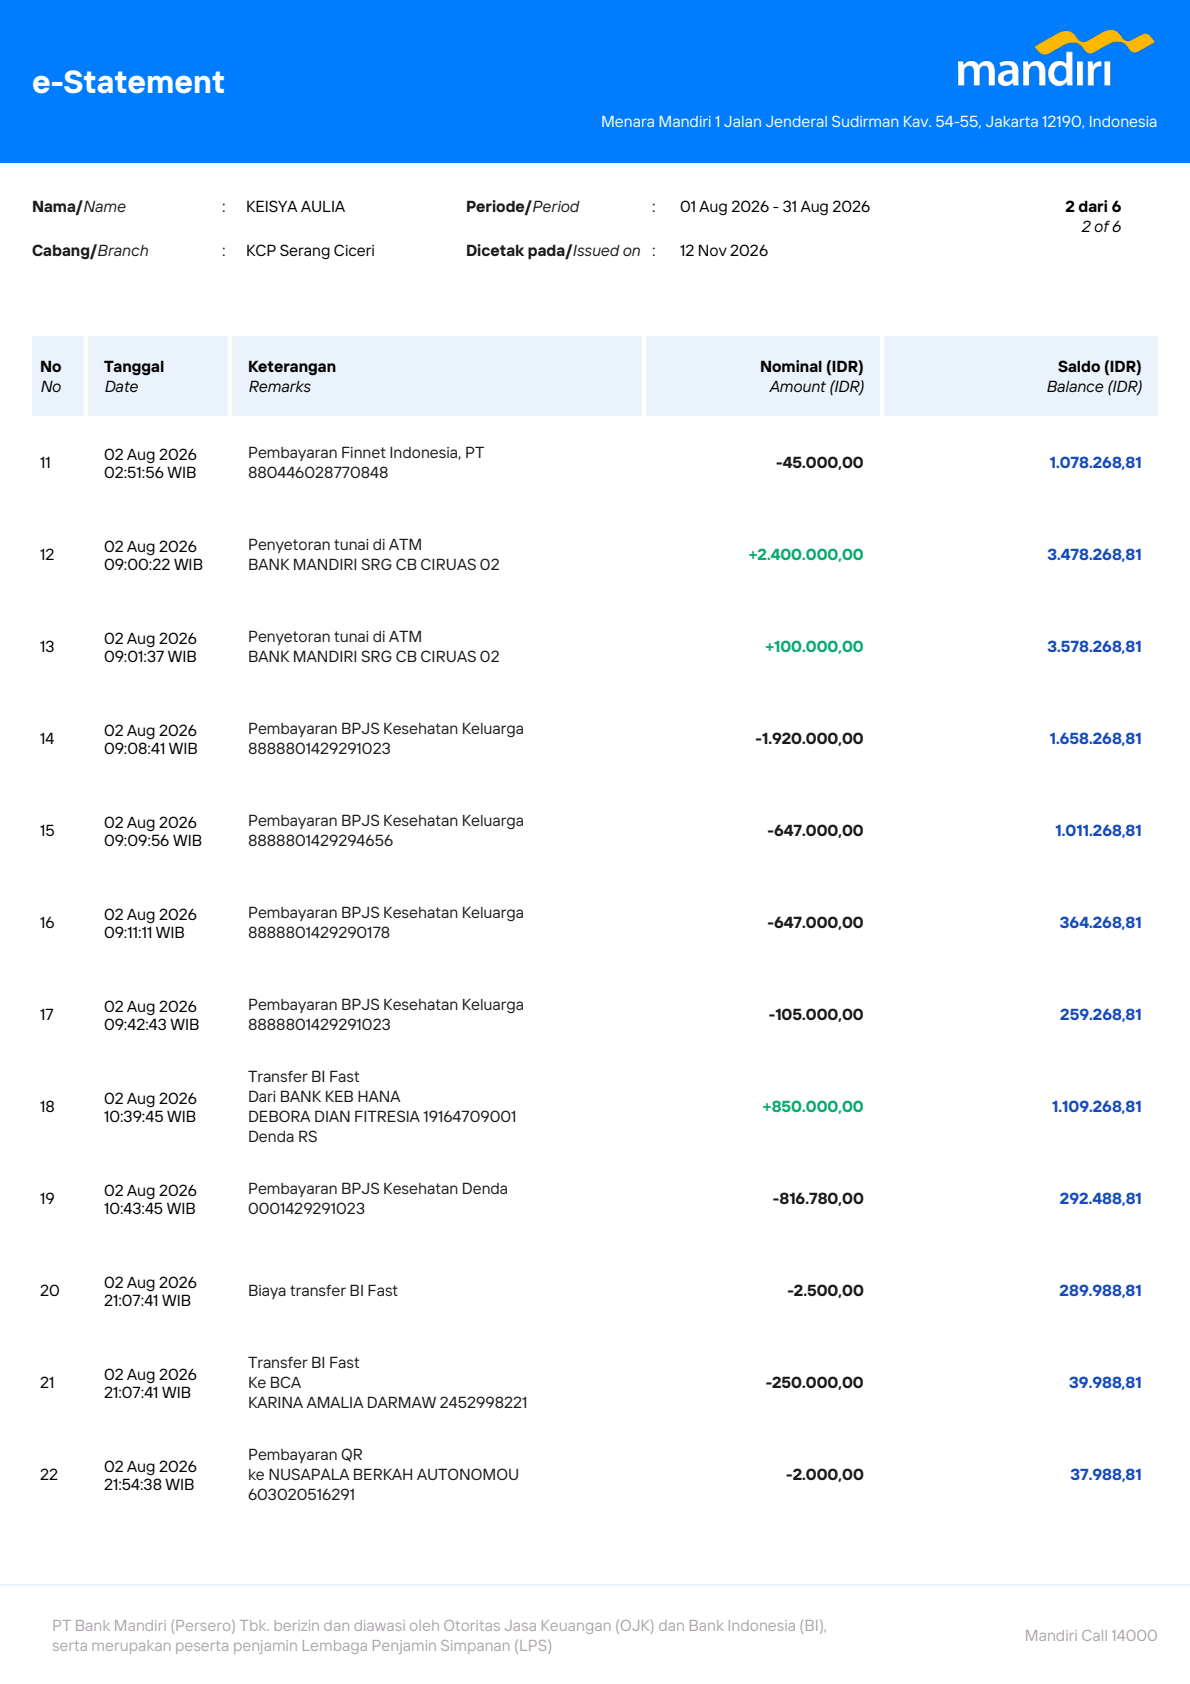 e-Statement
mandiri
Menara Mandiri 1 Jalan Jenderal Sudirman Kav. 54-55, Jakarta 12190, Indonesia
Nama/Name : KEISYA AULIA Periode/Period : 01 Aug 2026 - 31 Aug 2026 2 dari 6
2 of 6
Cabang/Branch : KCP Serang Ciceri Dicetak pada/Issued on : 12 Nov 2026
No Tanggal Keterangan Nominal (IDR) Saldo (IDR)
No Date Remarks Amount (IDR) Balance (IDR)
11 02 Aug 2026 02:51:56 WIB Pembayaran Finnet Indonesia, PT -45.000,00 1.078.268,81
880446028770848
12 02 Aug 2026 09:00:22 WIB Penyetoran tunai di ATM +2.400.000,00 3.478.268,81
BANK MANDIRI SRG CB CIRUAS 02
13 02 Aug 2026 09:01:37 WIB Penyetoran tunai di ATM +100.000,00 3.578.268,81
BANK MANDIRI SRG CB CIRUAS 02
14 02 Aug 2026 09:08:41 WIB Pembayaran BPJS Kesehatan Keluarga -1.920.000,00 1.658.268,81
8888801429291023
15 02 Aug 2026 09:09:56 WIB Pembayaran BPJS Kesehatan Keluarga -647.000,00 1.011.268,81
8888801429294656
16 02 Aug 2026 09:11:11 WIB Pembayaran BPJS Kesehatan Keluarga -647.000,00 364.268,81
8888801429290178
17 02 Aug 2026 09:42:43 WIB Pembayaran BPJS Kesehatan Keluarga -105.000,00 259.268,81
8888801429291023
18 02 Aug 2026 10:39:45 WIB Transfer BI Fast +850.000,00 1.109.268,81
Dari BANK KEB HANA
DEBORA DIAN FITRESIA 19164709001
Denda RS
19 02 Aug 2026 10:43:45 WIB Pembayaran BPJS Kesehatan Denda -816.780,00 292.488,81
0001429291023
20 02 Aug 2026 21:07:41 WIB Biaya transfer BI Fast -2.500,00 289.988,81
21 02 Aug 2026 21:07:41 WIB Transfer BI Fast -250.000,00 39.988,81
Ke BCA
KARINA AMALIA DARMAW 2452998221
22 02 Aug 2026 21:54:38 WIB Pembayaran QR -2.000,00 37.988,81
ke NUSAPALA BERKAH AUTONOMOU
603020516291
PT Bank Mandiri (Persero) Tbk. berizin dan diawasi oleh Otoritas Jasa Keuangan (OJK) dan Bank Indonesia (BI),
serta merupakan peserta penjamin Lembaga Penjamin Simpanan (LPS)
Mandiri Call 14000